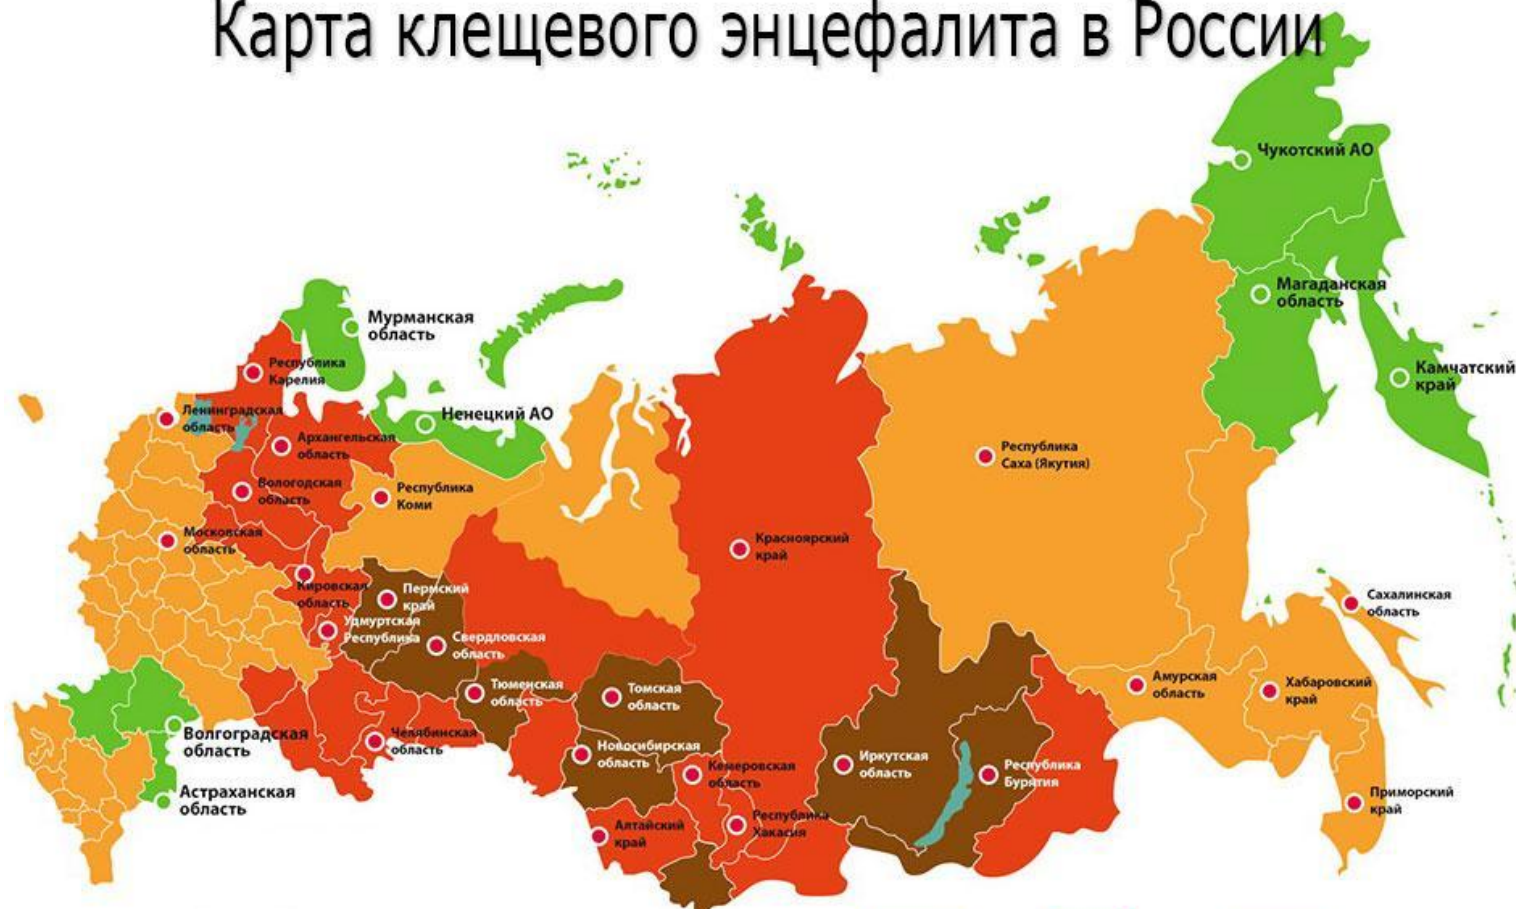 Карта клещевого энцефалита в России
Чукотский АО
Магаданская
область
Камчатский
край
Мурманская
область
Республика
Карелия
Ненецкий АО
Ленинградская
область
Архангельская
область
Республика
Саха (Якутия)
Вологодская
область
Республика
Коми
Московская
область
Красноярский
край
Кировская
область
Пермский
край
Сахалинская
область
Удмуртская
Республика
Свердловская
область
Тюменская
область
Томская
область
Амурская
область
Хабаровский
край
Волгоградская
область
Челябинская
область
Новосибирская
область
Кемеровская
область
Иркутская
область
Республика
Бурятия
Астраханская
область
Приморский
край
Алтайский
край
Республика
Хакасия